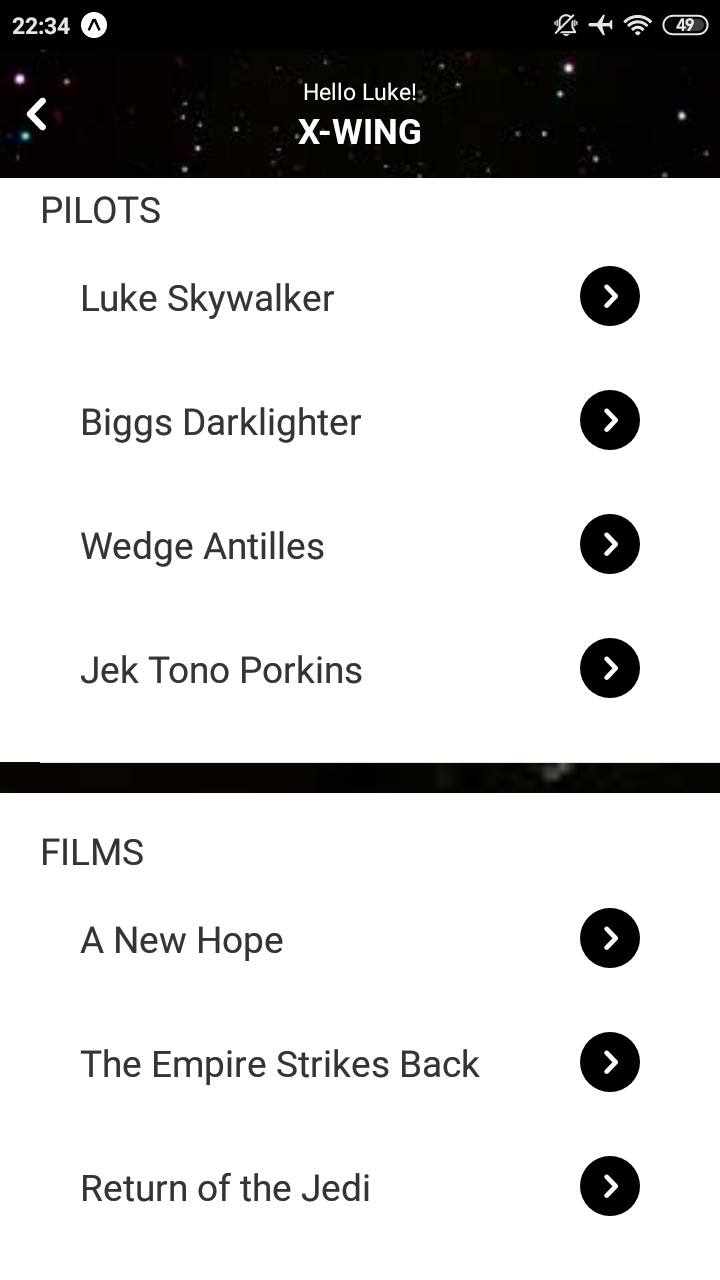 22:34
49
Hello Luke!
X-WING
PILOTS
Luke Skywalker
Biggs Darklighter
Wedge Antilles
Jek Tono Porkins
FILMS
A New Hope
The Empire Strikes Back
Return of the Jedi